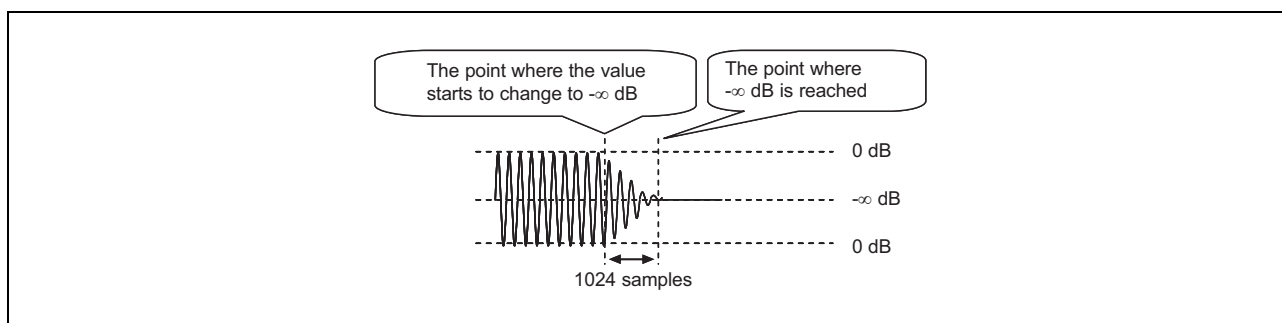 The point where the value
starts to change to -∞ dB
The point where
-∞ dB is reached
0 dB
-∞ dB
0 dB
1024 samples